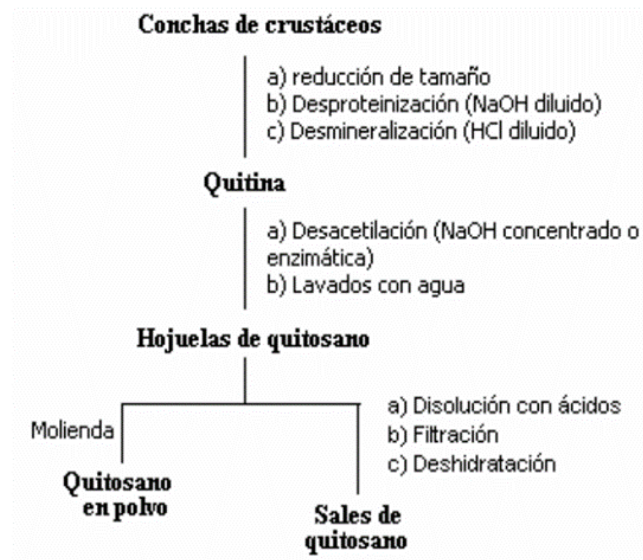 Conchas de crustáceos
a) reducción de tamaño
b) Desproteinización (NaOH diluido)
c) Desmineralización (HCl diluido)
Quitina
a) Desacetilación (NaOH concentrado o
enzimática)
b) Lavados con agua
Hojuelas de quitosano
Molienda
Quitosano
en polvo
a) Disolución con ácidos
b) Filtración
c) Deshidratación
Sales de
quitosano